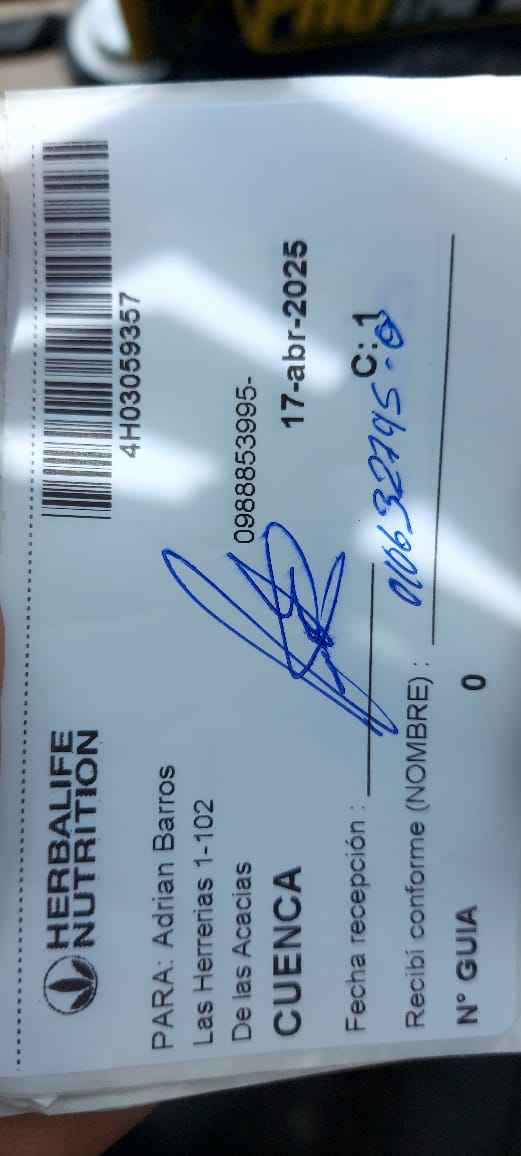 HERBALIFE
NUTRITION
4H03059357
PARA: Adrian Barros
Las Herrerias 1-102
De las Acacias
0988853995-
CUENCA
17-abr-2025
Fecha recepción :
C: 1
Recibi conforme (NOMBRE) :
N° GUIA 0